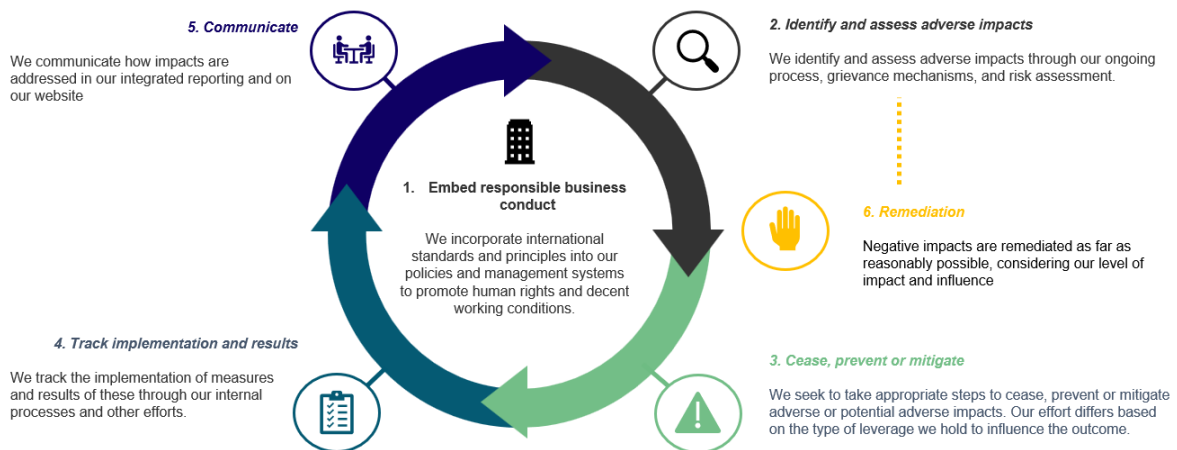 5. Communicate
We communicate how impacts are
addressed in our integrated reporting and on
our website
2. Identify and assess adverse impacts
We identify and assess adverse impacts through our ongoing
process, grievance mechanisms, and risk assessment.
1. Embed responsible business
conduct
We incorporate international
standards and principles into our
policies and management systems
to promote human rights and decent
working conditions.
6. Remediation
Negative impacts are remediated as far as
reasonably possible, considering our level of
impact and influence
4. Track implementation and results
We track the implementation of measures
and results of these through our internal
processes and other efforts.
3. Cease, prevent or mitigate
We seek to take appropriate steps to cease, prevent or mitigate
adverse or potential adverse impacts. Our effort differs based
on the type of leverage we hold to influence the outcome.